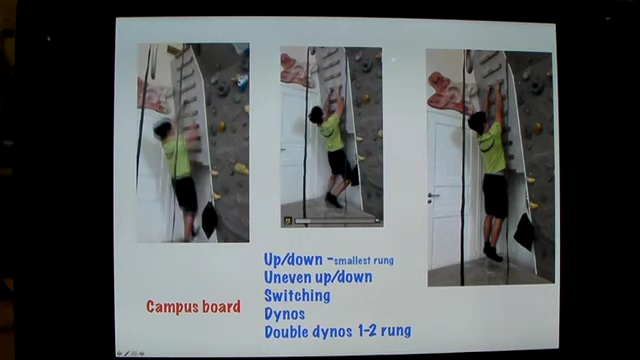 Up/down -smallest rung
Uneven up/down
Switching
Campus board
Dynos
Double dynos 1-2 rung